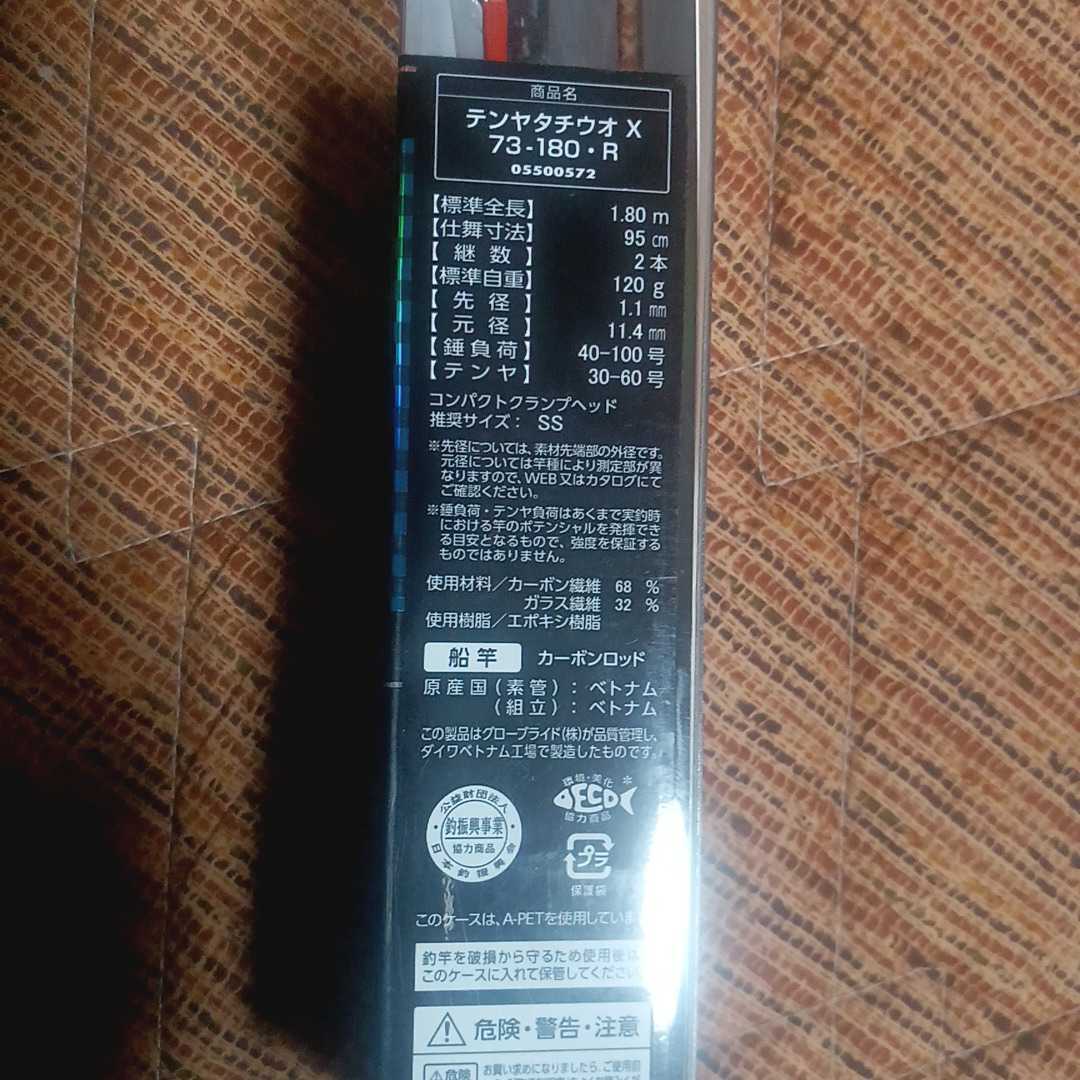 商品名
テンヤタチウオ X
73-180・R
05500572
【標準全長】 1.80 m
【仕舞寸法】 95 ㎝
【継数】 2 本
【標準自重】 120 g
【先径】 1.1 ㎜
【元径】 11.4 ㎜
【錘負荷】 40-100 号
【テンヤ】 30-60 号
コンパクトクランプヘッド
推奨サイズ： SS
※先径については、素材先端部の外径です。
元径については竿種により測定部が異
なりますので、WEB又はカタログにて
ご確認ください。
※錘負荷・テンヤ負荷はあくまで実釣時
における竿のポテンシャルを発揮でき
る目安となるもので、強度を保証する
ものではありません。
使用材料／カーボン繊維 68 %
ガラス繊維 32 %
使用樹脂／エポキシ樹脂
船竿 カーボンロッド
原産国（素管）：ベトナム
（組立）：ベトナム
この製品はグローブライド(株)が品質管理し、
ダイワベトナム工場で製造したものです。
環境・美化
ECO
協力商品
公益財団法人
釣振興事業
協力商品
日本釣振興会
プラ
保護袋
このケースは、A-PETを使用しています
釣竿を破損から守るため使用後は
このケースに入れて保管してください
危険・警告・注意
危険 お買い求めになりましたら、ご使用前